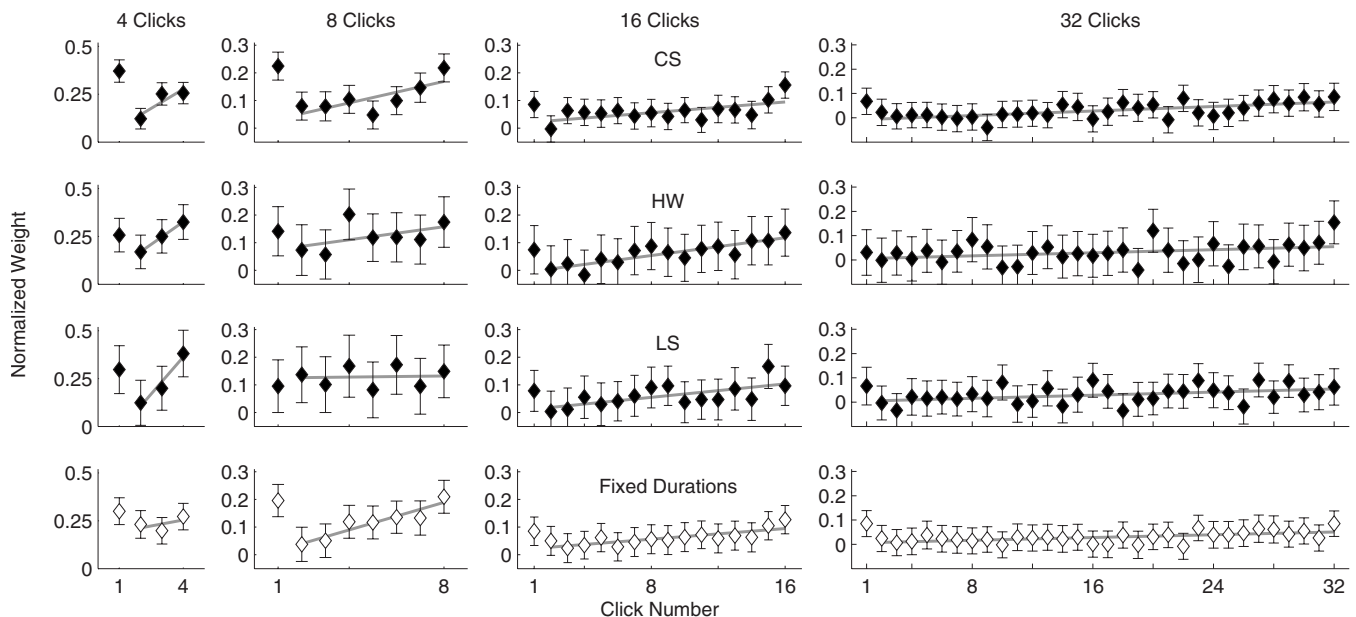 4 Clicks 8 Clicks 16 Clicks 32 Clicks
0.5 0.25 0
0.3 0.2 0.1 0
0.3 0.2 0.1 0
CS
0.3 0.2 0.1 0
0.5 0.25 0
0.3 0.2 0.1 0
0.3 0.2 0.1 0
HW
0.3 0.2 0.1 0
0.5 0.25 0
0.3 0.2 0.1 0
0.3 0.2 0.1 0
LS
0.3 0.2 0.1 0
0.5 0.25 0
0.3 0.2 0.1 0
0.3 0.2 0.1 0
Fixed Durations
0.3 0.2 0.1 0
1 4 1 8 1 8 16 1 8 16 24 32
Normalized Weight
Click Number